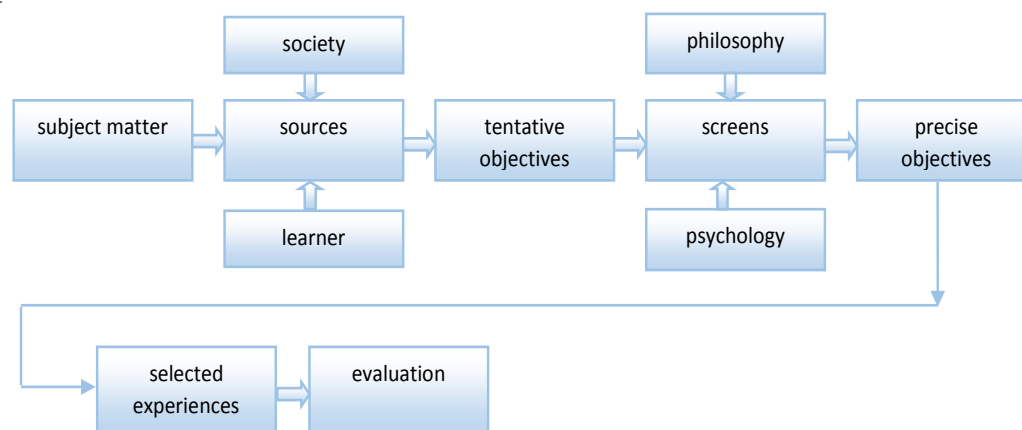 society
philosophy
subject matter
sources
tentative
objectives
screens
precise
objectives
learner
psychology
selected
experiences
evaluation